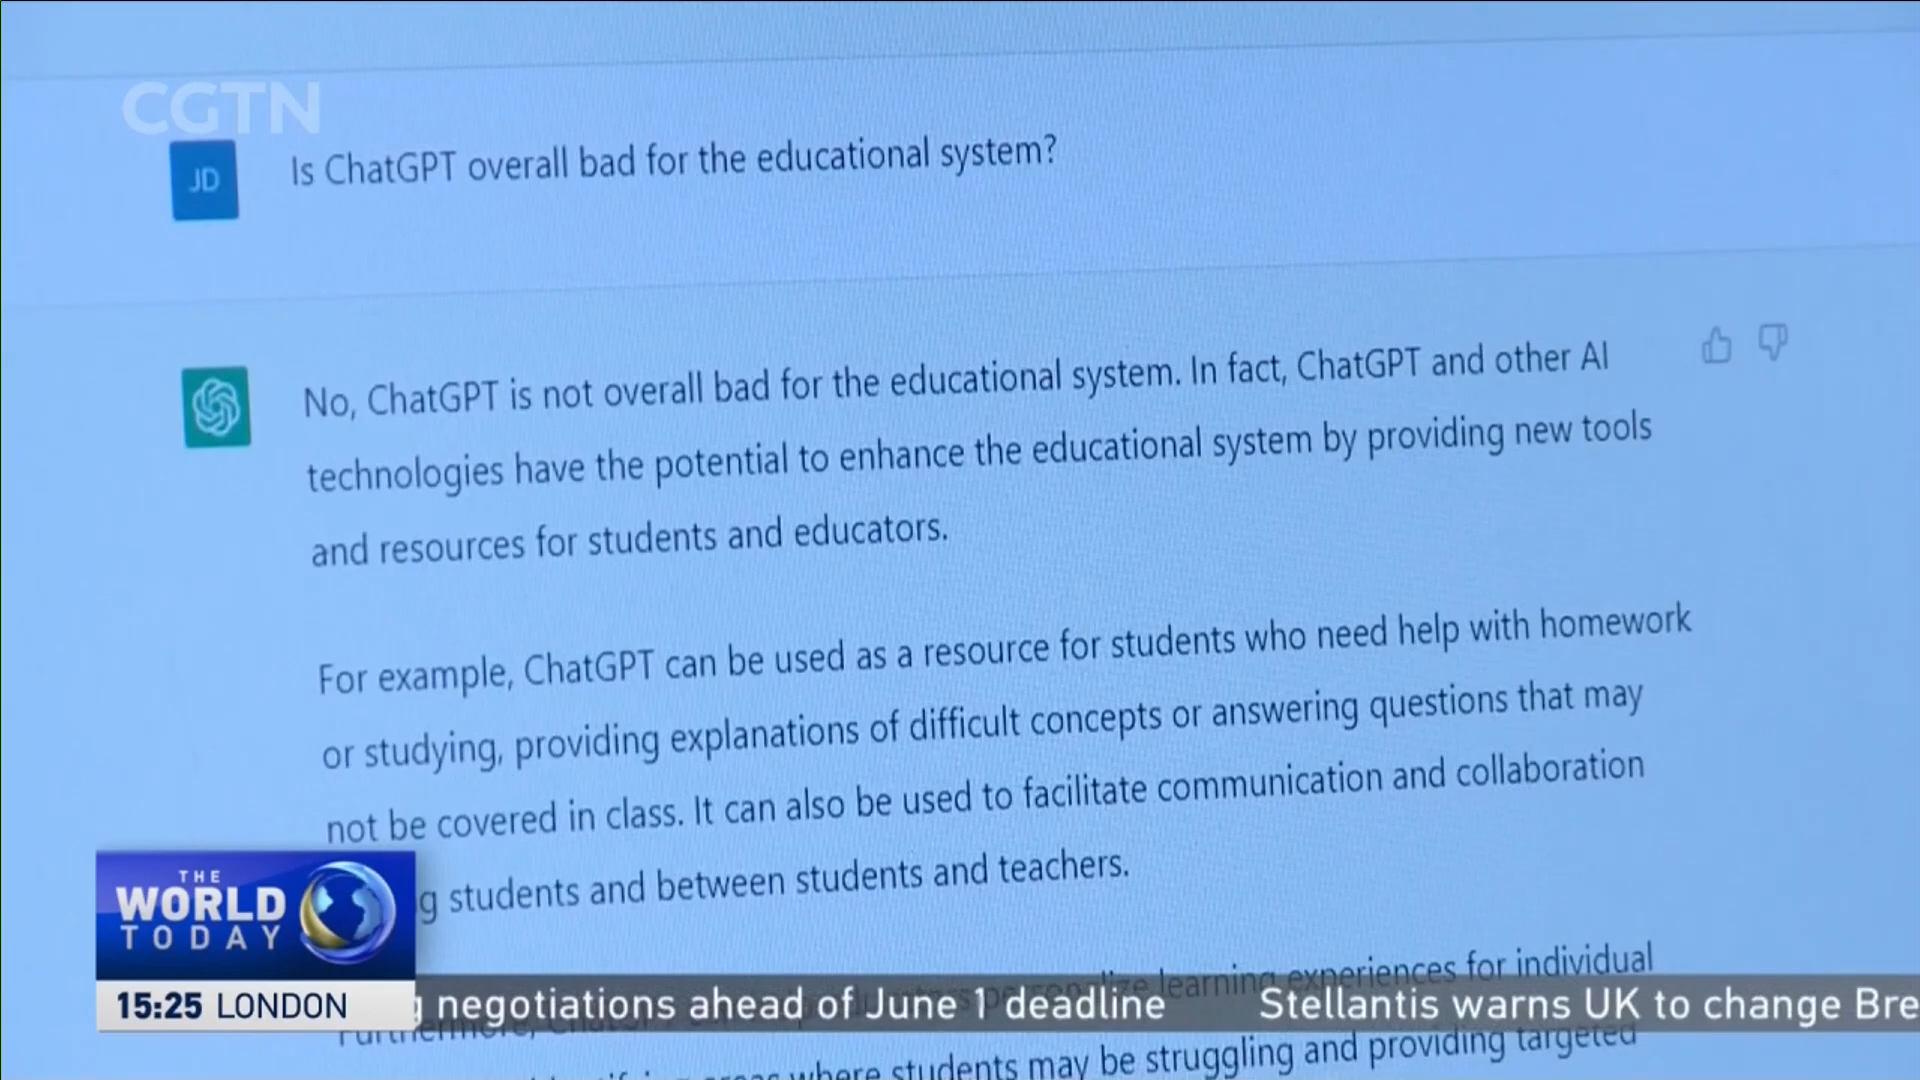 CGTN
JD
Is ChatGPT overall bad for the educational system?
No, ChatGPT is not overall bad for the educational system. In fact, ChatGPT and other AI
technologies have the potential to enhance the educational system by providing new tools
and resources for students and educators.
For example, ChatGPT can be used as a resource for students who need help with homework
or studying, providing explanations of difficult concepts or answering questions that may
not be covered in class. It can also be used to facilitate communication and collaboration
g students and between students and teachers.
learning experiences for individual
where students may be struggling and providing targeted
THE
WORLD
TODAY
15:25 LONDON
g negotiations ahead of June 1 deadline Stellantis warns UK to change Bre